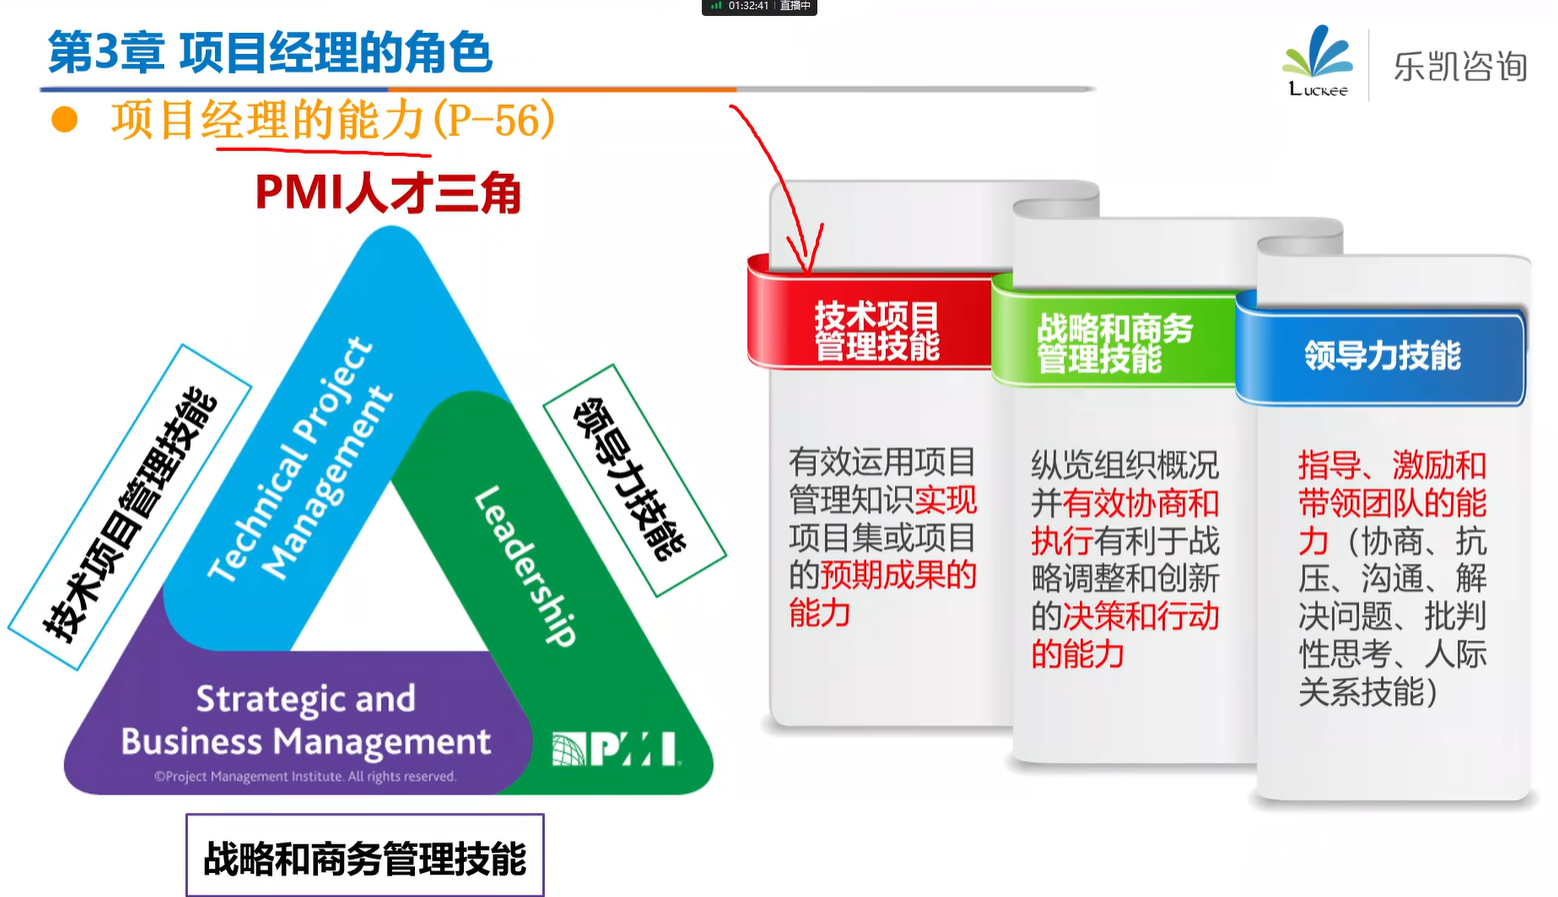 01:32:41 直播中
第3章 项目经理的角色
LUCKEE
乐凯咨询
项目经理的能力(P-56)
PMI人才三角
技术项目管理技能
Technical Project
Management
领导力技能
Leadership
Strategic and
Business Management
©Project Management Institute. All rights reserved.
PMI
战略和商务管理技能
技术项目
管理技能
有效运用项目
管理知识实现
项目集或项目
的预期成果的
能力
战略和商务
管理技能
纵览组织概况
并有效协商和
执行有利于战
略调整和创新
的决策和行动
的能力
领导力技能
指导、激励和
带领团队的能
力（协商、抗
压、沟通、解
决问题、批判
性思考、人际
关系技能）